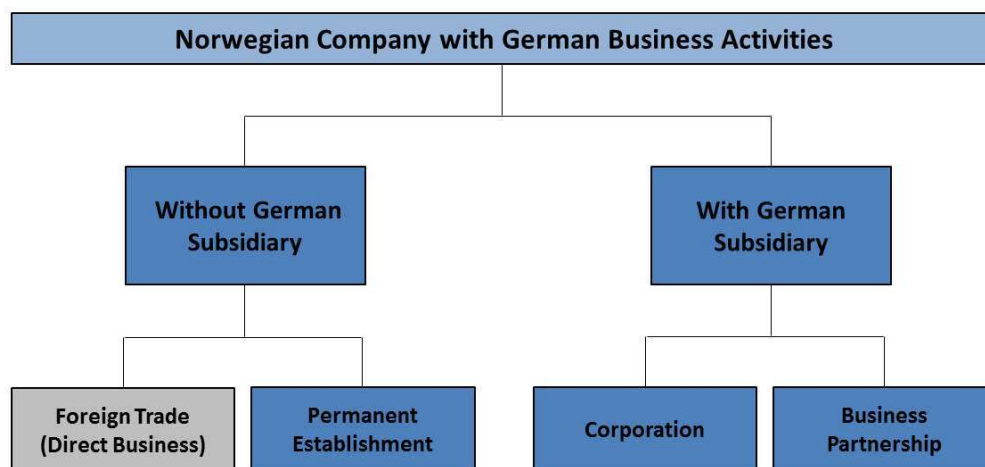 Norwegian Company with German Business Activities
Without German
Subsidiary
With German
Subsidiary
Foreign Trade
(Direct Business)
Permanent
Establishment
Corporation
Business
Partnership